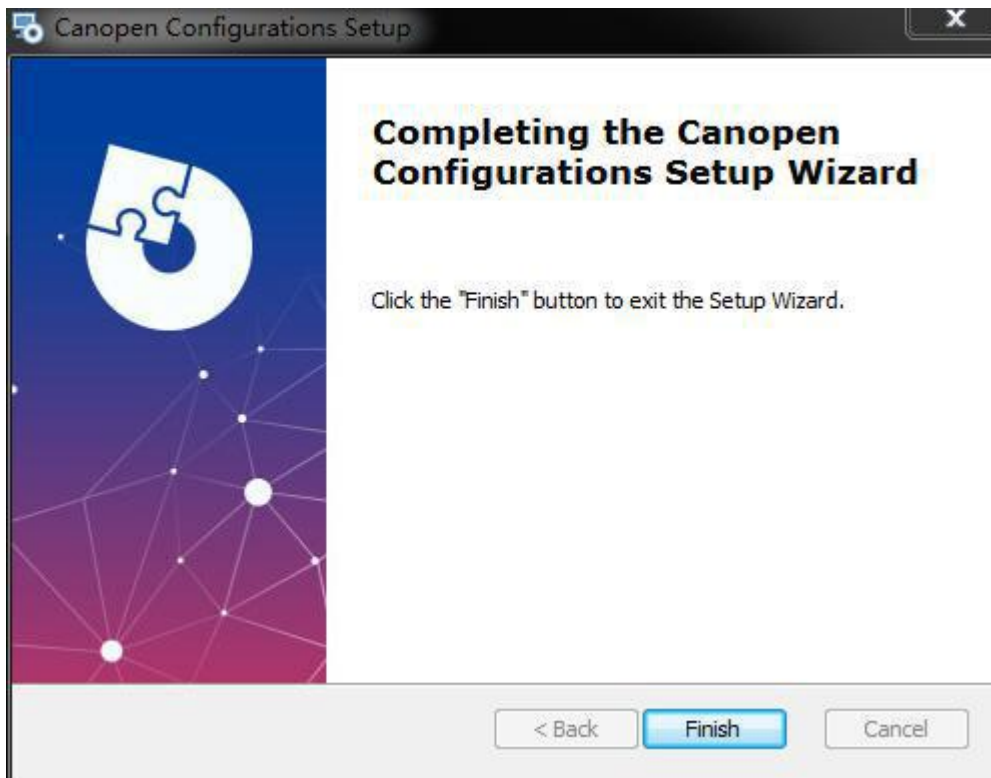 Canopen Configurations Setup
X
Completing the Canopen
Configurations Setup Wizard
Click the "Finish" button to exit the Setup Wizard.
< Back
Finish
Cancel